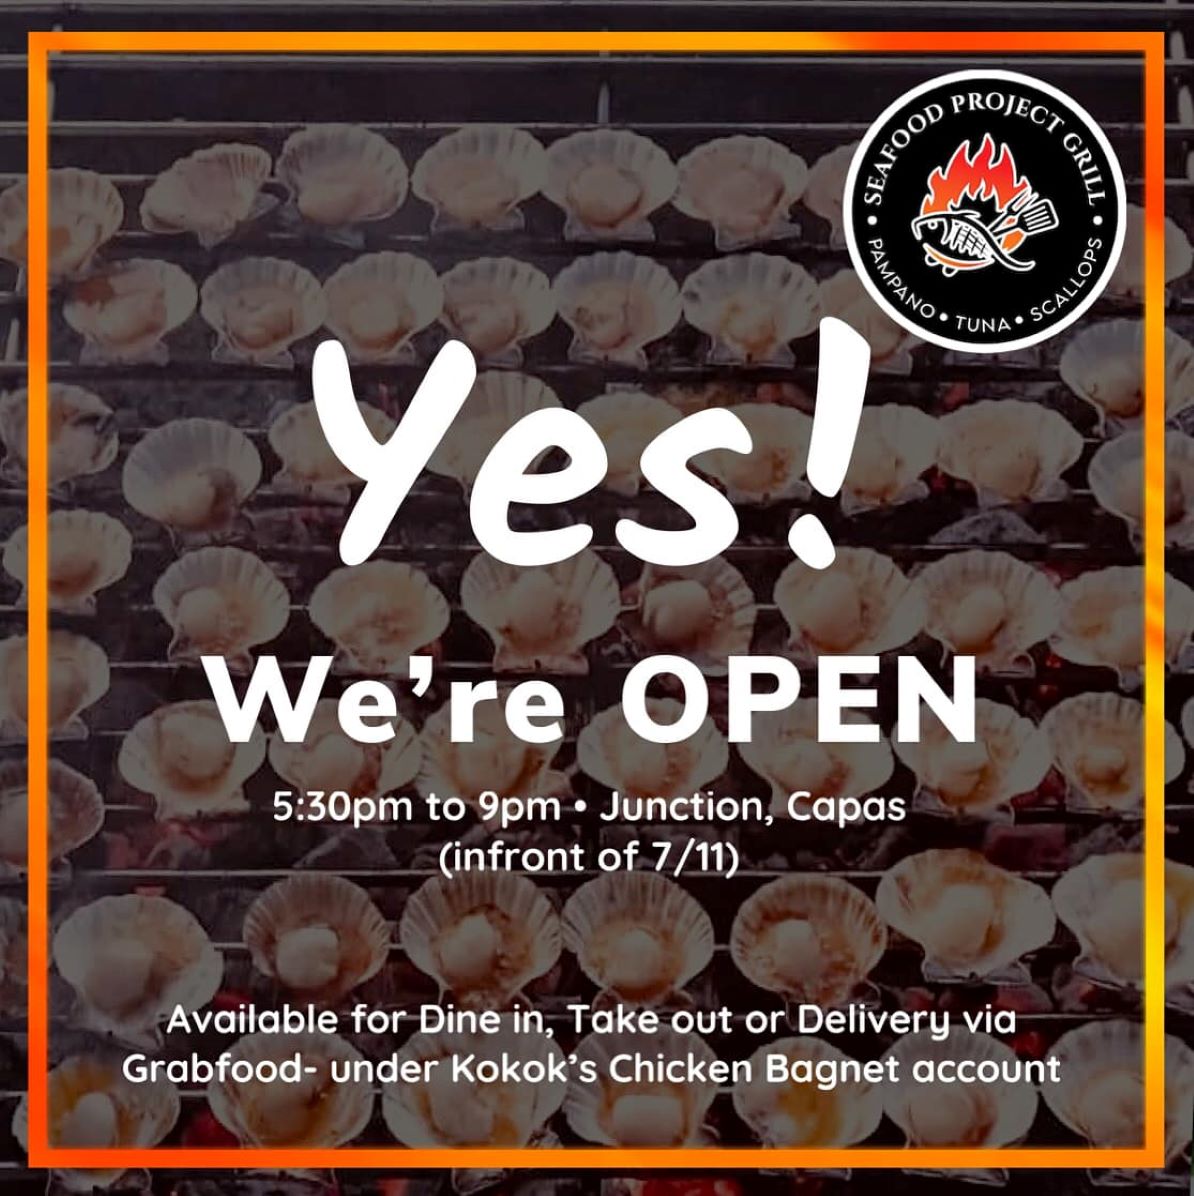 SEAFOOD PROJECT GRILL
PAMPANO • TUNA • SCALLOPS
Yes!
We're OPEN
5:30pm to 9pm • Junction, Capas
(infront of 7/11)
Available for Dine in, Take out or Delivery via
Grabfood- under Kokok's Chicken Bagnet account